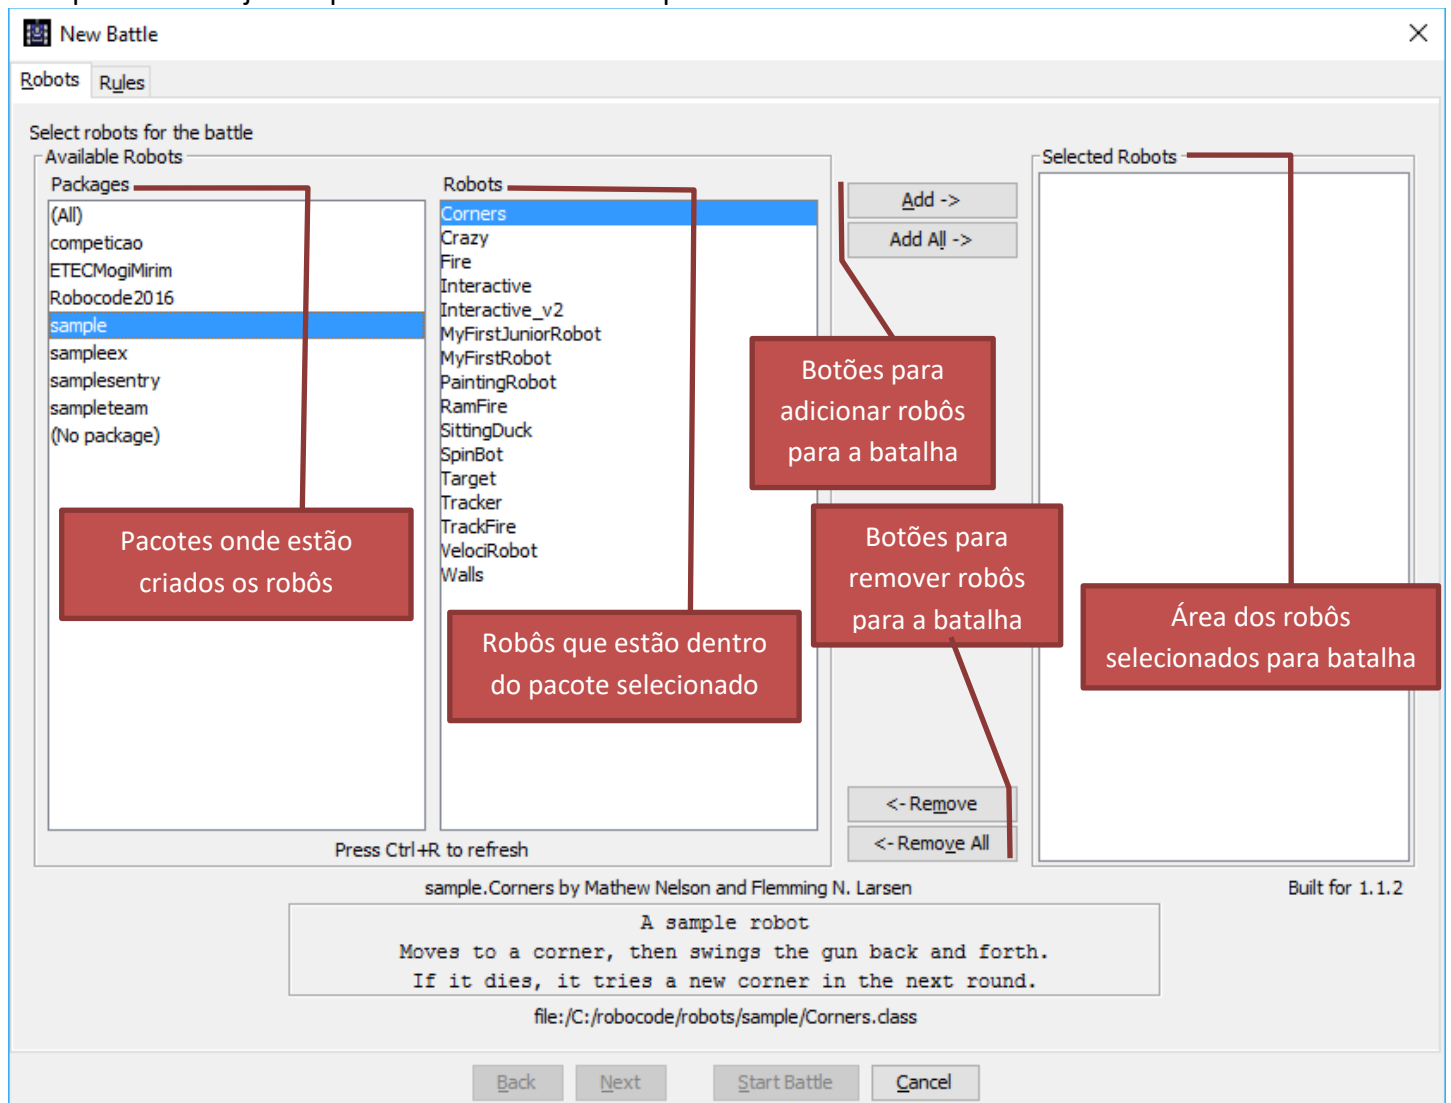 New Battle
Robots Rules
Select robots for the battle
Available Robots
Packages
(All)
competicao
ETECMogiMirim
Robocode2016
sample
sampleex
samplesentry
sampleteam
(No package)
Pacotes onde estão
criados os robôs
Robots
Corners
Crazy
Fire
Interactive
Interactive_v2
MyFirstJuniorRobot
MyFirstRobot
PaintingRobot
RamFire
SittingDuck
SpinBot
Target
Tracker
TrackFire
VelociRobot
Walls
Robôs que estão dentro
do pacote selecionado
Press Ctrl+R to refresh
Add ->
Add All ->
Botões para
adicionar robôs
para a batalha
Botões para
remover robôs
para a batalha
<- Remove
<- Remove All
Selected Robots
Área dos robôs
selecionados para batalha
sample.Corners by Mathew Nelson and Flemming N. Larsen
Built for 1.1.2
A sample robot
Moves to a corner, then swings the gun back and forth.
If it dies, it tries a new corner in the next round.
file:/C:/robocode/robots/sample/Corners.class
Back Next Start Battle Cancel